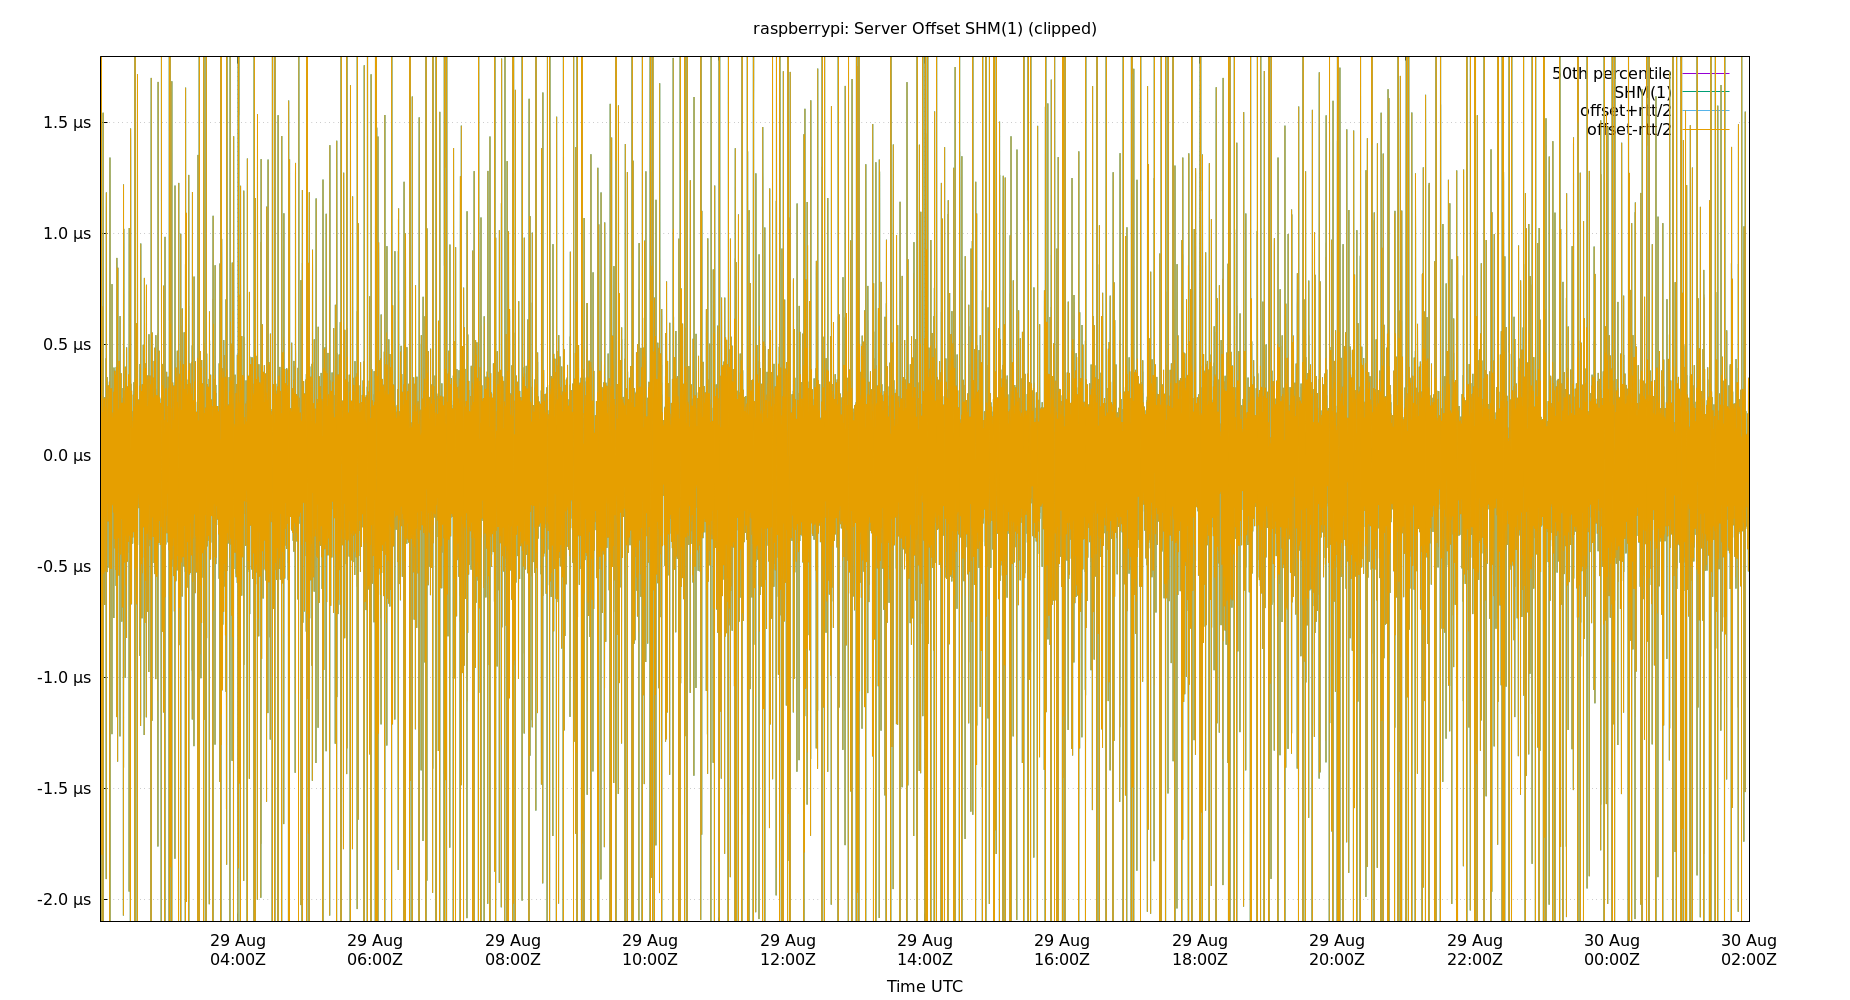 raspberrypi: Server Offset SHM(1) (clipped)
50th percentile
SHM(1)
offset+rtt/2
offset-rtt/2
1.5 µs
1.0 µs
0.5 µs
0.0 µs
-0.5 µs
-1.0 µs
-1.5 µs
-2.0 µs
29 Aug 29 Aug 29 Aug 29 Aug 29 Aug 29 Aug 29 Aug 29 Aug 29 Aug 29 Aug 30 Aug 30 Aug
04:00Z 06:00Z 08:00Z 10:00Z 12:00Z 14:00Z 16:00Z 18:00Z 20:00Z 22:00Z 00:00Z 02:00Z
Time UTC